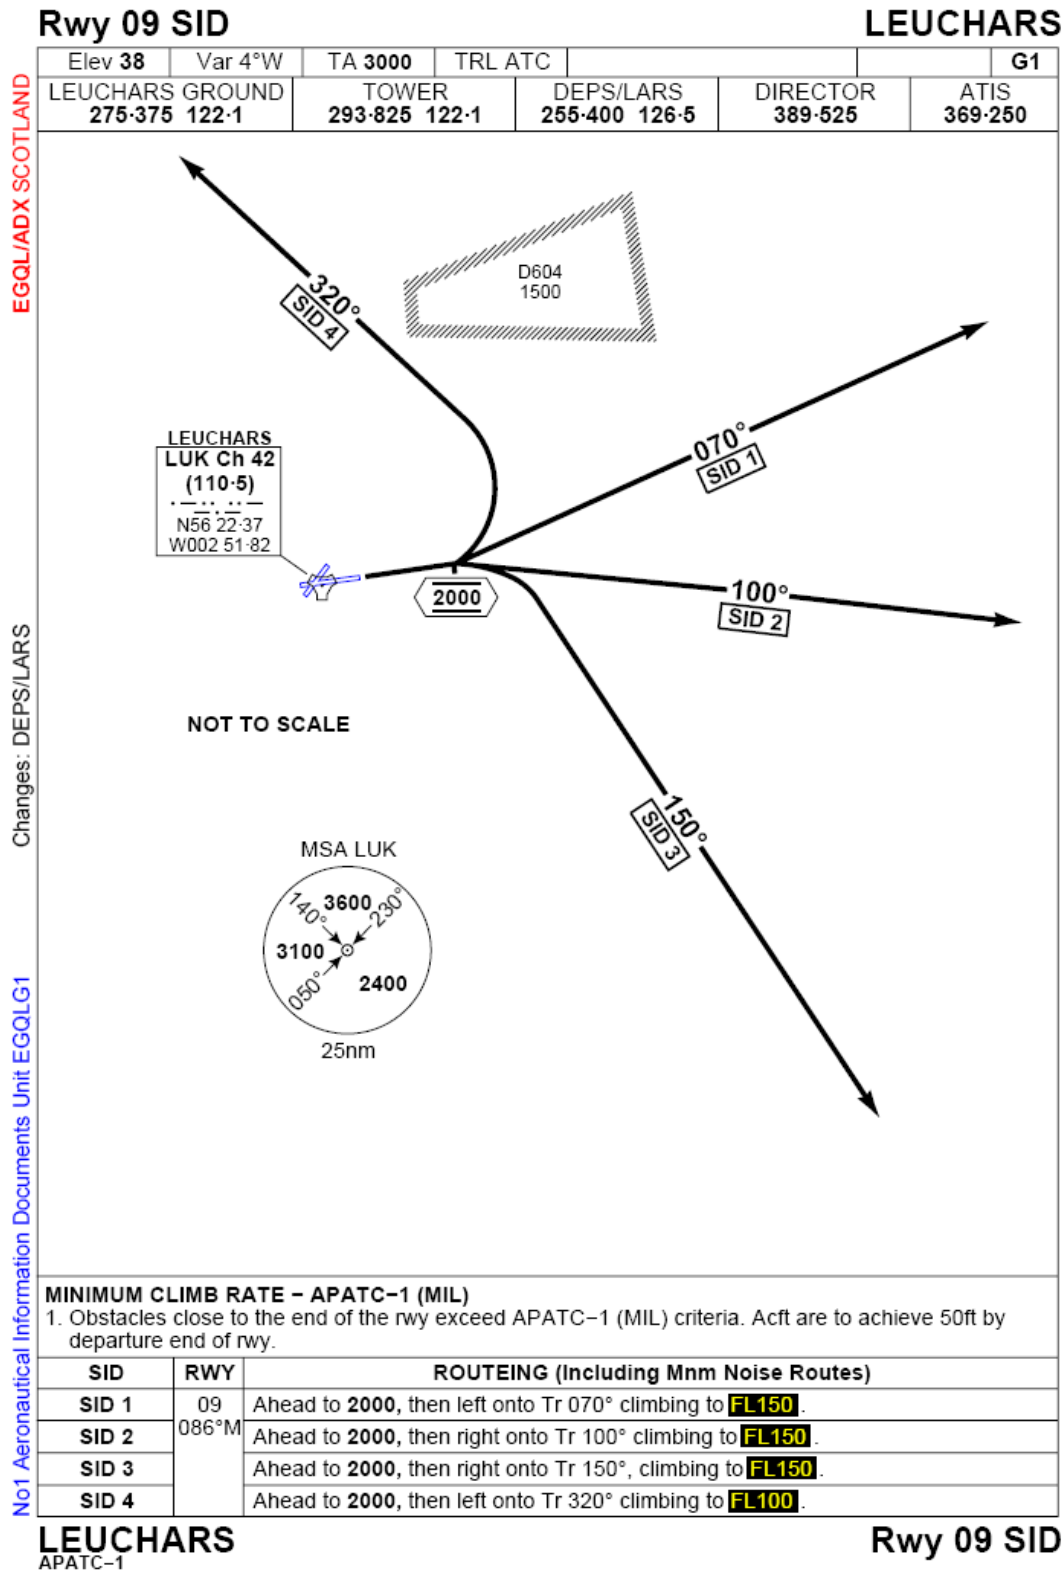 Rwy 09 SID LEUCHARS
Elev 38 Var 4°W TA 3000 TRL ATC G1
LEUCHARS GROUND TOWER DEPS/LARS DIRECTOR ATIS
275·375 122·1 293·825 122·1 255·400 126·5 389·525 369·250
EGQL/ADX SCOTLAND
Changes: DEPS/LARS
No1 Aeronautical Information Documents Unit EGQLG1
D604
1500
320°
SID 4
070°
SID 1
LEUCHARS
LUK Ch 42
(110·5)
N56 22·37
W002 51·82
2000
100°
SID 2
NOT TO SCALE
150°
SID 3
MSA LUK
3600
140°
230°
3100
050°
2400
25nm
MINIMUM CLIMB RATE – APATC–1 (MIL)
1. Obstacles close to the end of the rwy exceed APATC–1 (MIL) criteria. Acft are to achieve 50ft by
departure end of rwy.
SID RWY ROUTEING (Including Mnm Noise Routes)
SID 1 09 Ahead to 2000, then left onto Tr 070° climbing to FL150 .
086°M
SID 2 Ahead to 2000, then right onto Tr 100° climbing to FL150 .
SID 3 Ahead to 2000, then right onto Tr 150°, climbing to FL150 .
SID 4 Ahead to 2000, then left onto Tr 320° climbing to FL100 .
LEUCHARS Rwy 09 SID
APATC–1